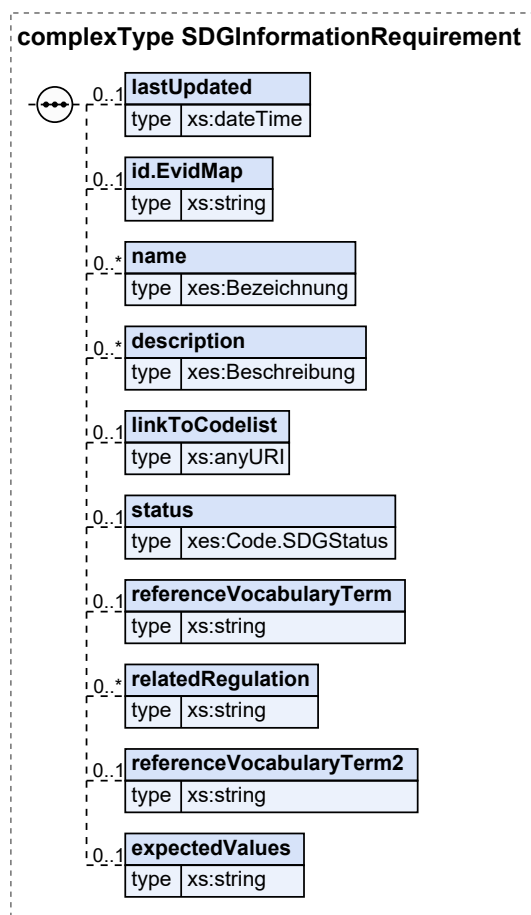 complexType SDGInformationRequirement
0..1 lastUpdated
type xs:dateTime
0..1 id.EvidMap
type xs:string
0..* name
type xes:Bezeichnung
0..* description
type xes:Beschreibung
0..1 linkToCodelist
type xs:anyURI
0..1 status
type xes:Code.SDGStatus
0..1 referenceVocabularyTerm
type xs:string
0..* relatedRegulation
type xs:string
0..1 referenceVocabularyTerm2
type xs:string
0..1 expectedValues
type xs:string